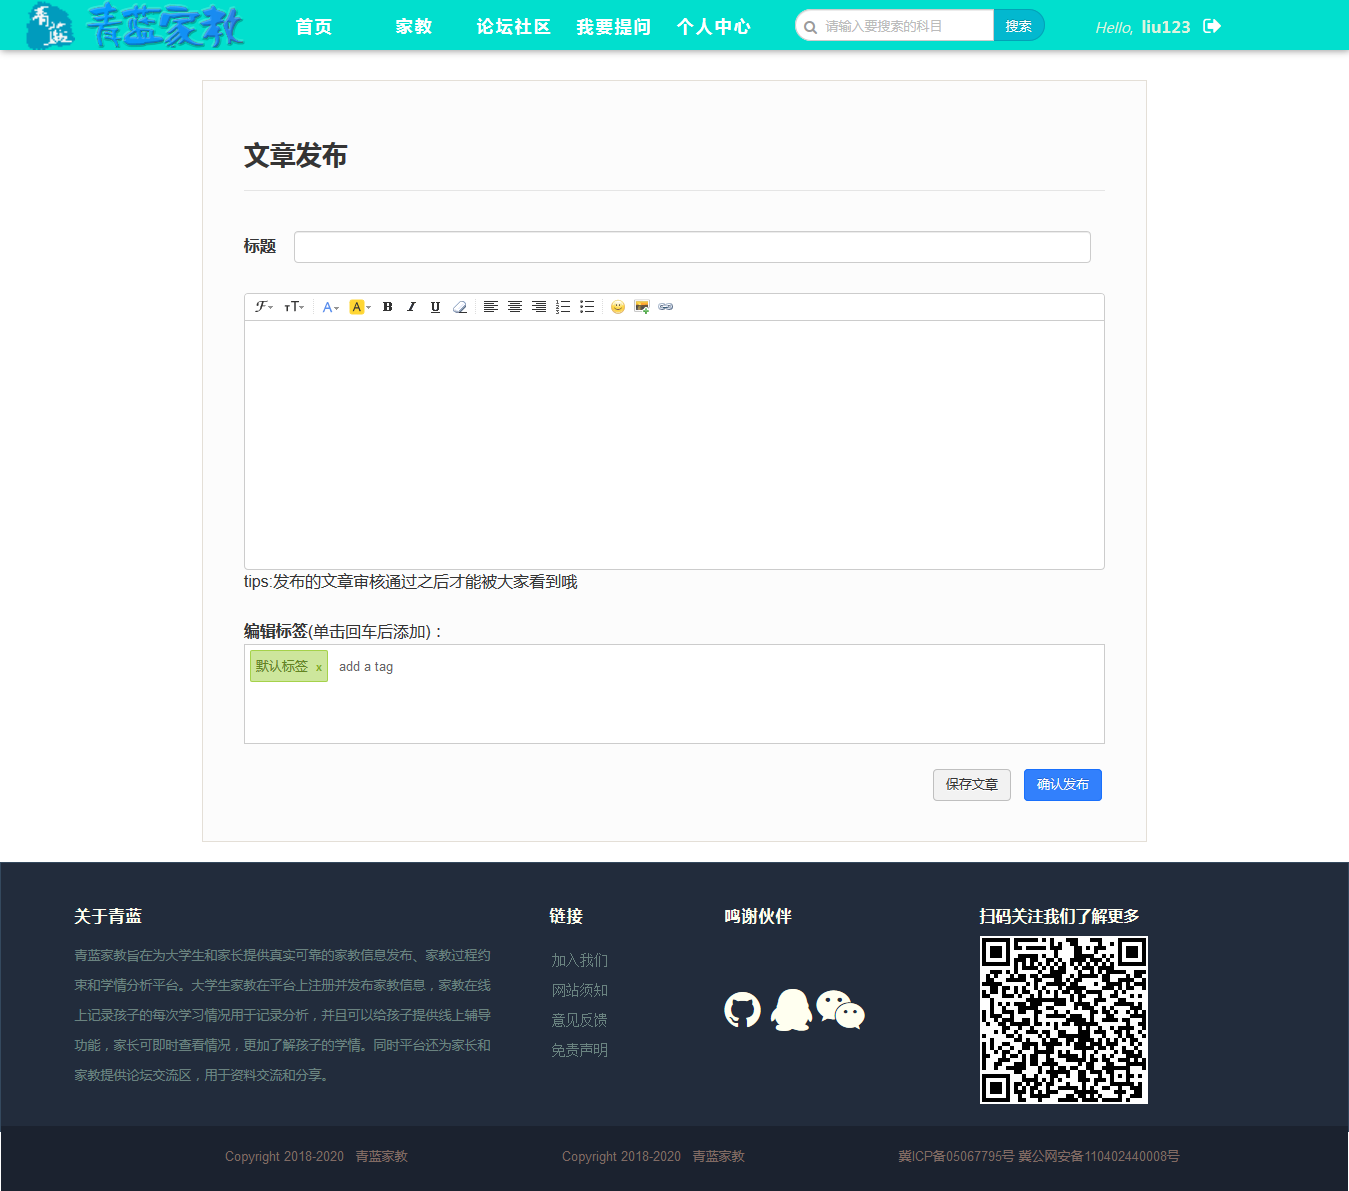 青蓝 青蓝家教 首页 家教 论坛社区 我要提问 个人中心 请输入要搜索的科目 搜索 Hello, liu123
文章发布
标题
tips:发布的文章审核通过之后才能被大家看到哦
编辑标签(单击回车后添加)：
默认标签 x add a tag
保存文章 确认发布
关于青蓝
青蓝家教旨在为大学生和家长提供真实可靠的家教信息发布、家教过程约
束和学情分析平台。大学生家教在平台上注册并发布家教信息，家教在线
上记录孩子的每次学习情况用于记录分析，并且可以给孩子提供线上辅导
功能，家长可即时查看情况，更加了解孩子的学情。同时平台还为家长和
家教提供论坛交流区，用于资料交流和分享。
链接
加入我们
网站须知
意见反馈
免责声明
鸣谢伙伴
扫码关注我们了解更多
Copyright 2018-2020 青蓝家教 Copyright 2018-2020 青蓝家教 冀ICP备05067795号 冀公网安备110402440008号